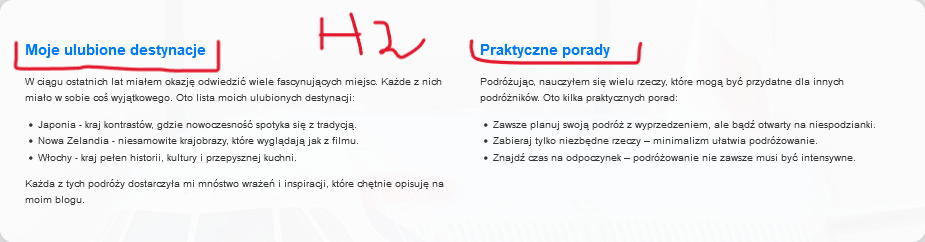 Moje ulubione destynacje
H2
W ciągu ostatnich lat miałem okazję odwiedzić wiele fascynujących miejsc. Każde z nich
miało w sobie coś wyjątkowego. Oto lista moich ulubionych destynacji:
• Japonia - kraj kontrastów, gdzie nowoczesność spotyka się z tradycją.
• Nowa Zelandia - niesamowite krajobrazy, które wyglądają jak z filmu.
• Włochy - kraj pełen historii, kultury i przepysznej kuchni.
Każda z tych podróży dostarczyła mi mnóstwo wrażeń i inspiracji, które chętnie opisuję na
moim blogu.
Praktyczne porady
Podróżując, nauczyłem się wielu rzeczy, które mogą być przydatne dla innych
podróżników. Oto kilka praktycznych porad:
• Zawsze planuj swoją podróż z wyprzedzeniem, ale bądź otwarty na niespodzianki.
• Zabieraj tylko niezbędne rzeczy – minimalizm ułatwia podróżowanie.
• Znajdź czas na odpoczynek – podróżowanie nie zawsze musi być intensywne.